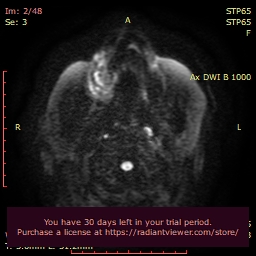 Im: 2/48
Se: 3
A
STP65
STP65
F
Ax DWI B 1000
R
L
You have 30 days left in your trial period.
Purchase a license at https://radiantviewer.com/store/